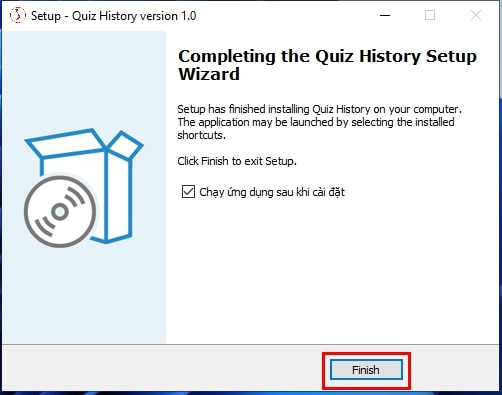 Setup - Quiz History version 1.0
Completing the Quiz History Setup
Wizard
Setup has finished installing Quiz History on your computer.
The application may be launched by selecting the installed
shortcuts.
Click Finish to exit Setup.
Chạy ứng dụng sau khi cài đặt
Finish